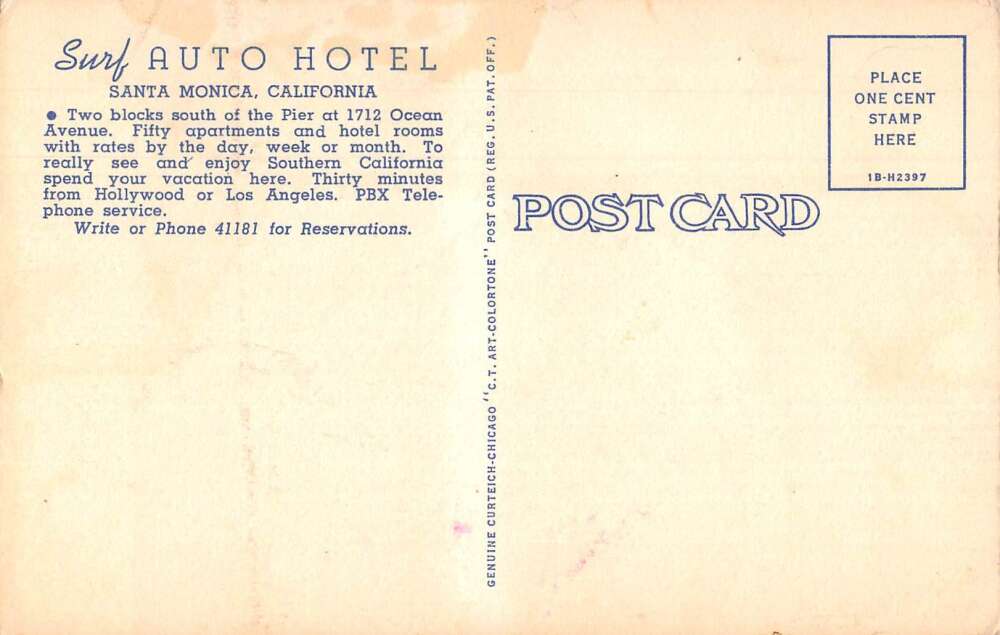 Surf AUTO HOTEL
SANTA MONICA, CALIFORNIA
● Two blocks south of the Pier at 1712 Ocean
Avenue. Fifty apartments and hotel rooms
with rates by the day, week or month. To
really see and enjoy Southern California
spend your vacation here. Thirty minutes
from Hollywood or Los Angeles. PBX Tele-
phone service.
Write or Phone 41181 for Reservations.
GENUINE CURTEICH-CHICAGO "C.T. ART-COLORTONE" POST CARD (REG. U.S. PAT. OFF.)
POST CARD
PLACE
ONE CENT
STAMP
HERE
1B-H2397